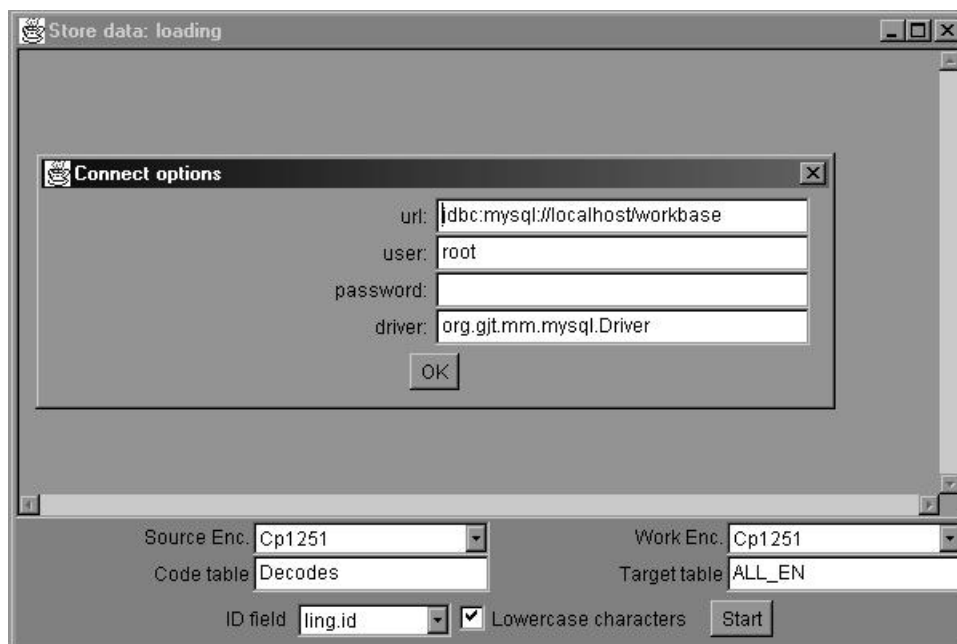 Store data: loading
Connect options
url: jdbc:mysql://localhost/workbase
user: root
password:
driver: org.gjt.mm.mysql.Driver
OK
Source Enc. Cp1251 Work Enc. Cp1251
Code table Decodes Target table ALL_EN
ID field ling.id Lowercase characters Start